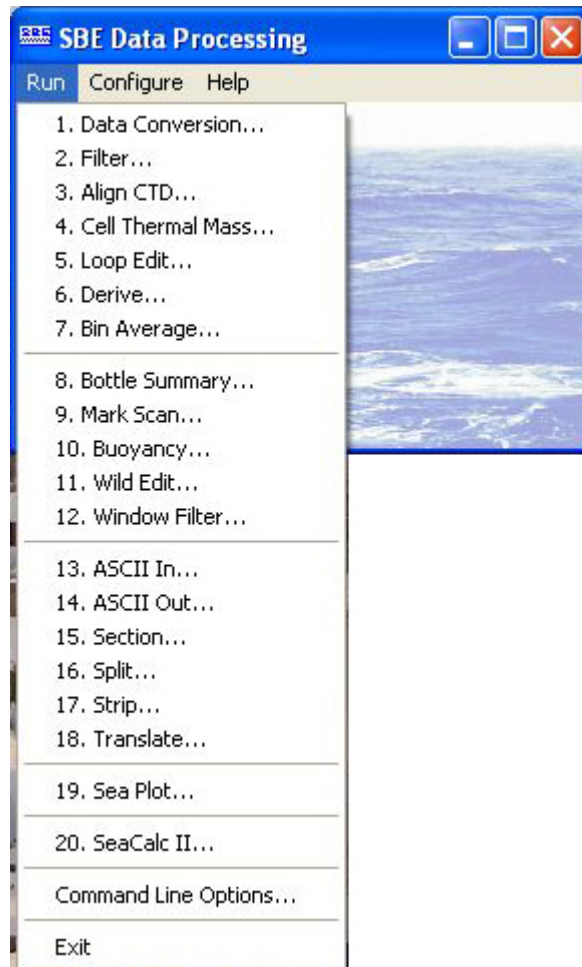 SBE Data Processing
Run Configure Help
1. Data Conversion...
2. Filter...
3. Align CTD...
4. Cell Thermal Mass...
5. Loop Edit...
6. Derive...
7. Bin Average...
8. Bottle Summary...
9. Mark Scan...
10. Buoyancy...
11. Wild Edit...
12. Window Filter...
13. ASCII In...
14. ASCII Out...
15. Section...
16. Split...
17. Strip...
18. Translate...
19. Sea Plot...
20. SeaCalc II...
Command Line Options...
Exit